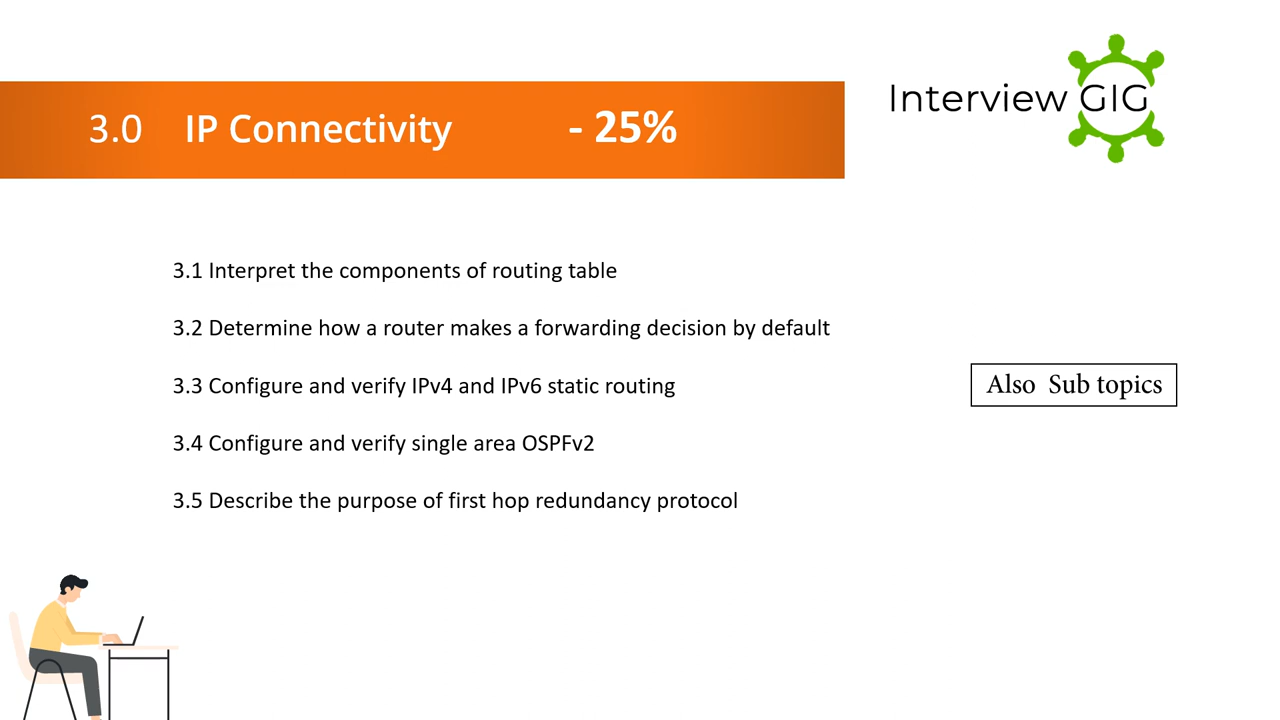 Interview GIG
3.0 IP Connectivity - 25%
3.1 Interpret the components of routing table
3.2 Determine how a router makes a forwarding decision by default
3.3 Configure and verify IPv4 and IPv6 static routing
Also Sub topics
3.4 Configure and verify single area OSPFv2
3.5 Describe the purpose of first hop redundancy protocol